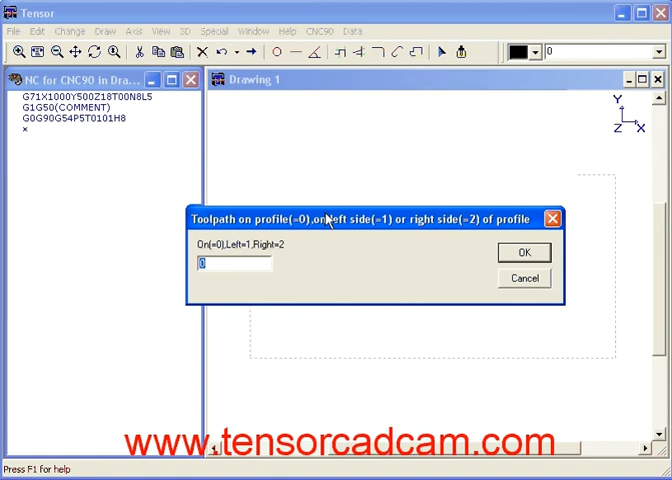 Tensor
File Edit Change Draw Axis View 3D Special Window Help CNC90 Data
0
NC for CNC90 in Dra...
G71X1000Y500Z18T00N8L5
G1G50(COMMENT)
G0G90G54P5T0101H8
×
Drawing 1
Y
Z X
Toolpath on profile(=0),on left side(=1) or right side(=2) of profile
On(=0),Left=1,Right=2
0
OK
Cancel
www.tensorcadcam.com
Press F1 for help